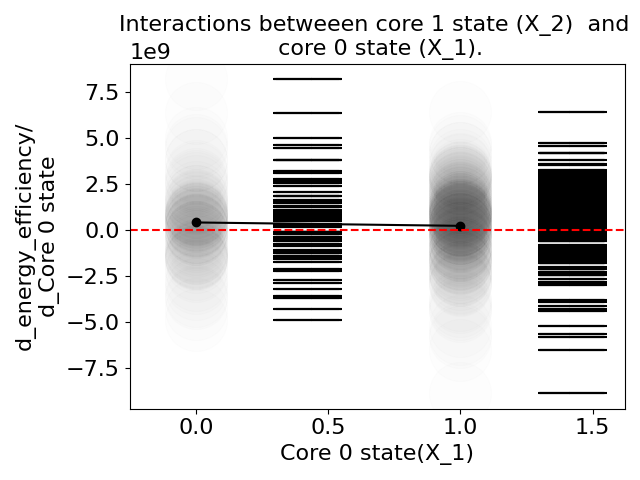 Interactions betweeen core 1 state (X_2)  and
core 0 state (X_1).
1e9
7.5
5.0
2.5
0.0
−2.5
−5.0
−7.5
d_energy_efficiency/
d_Core 0 state
0.0
0.5
1.0
1.5
Core 0 state(X_1)